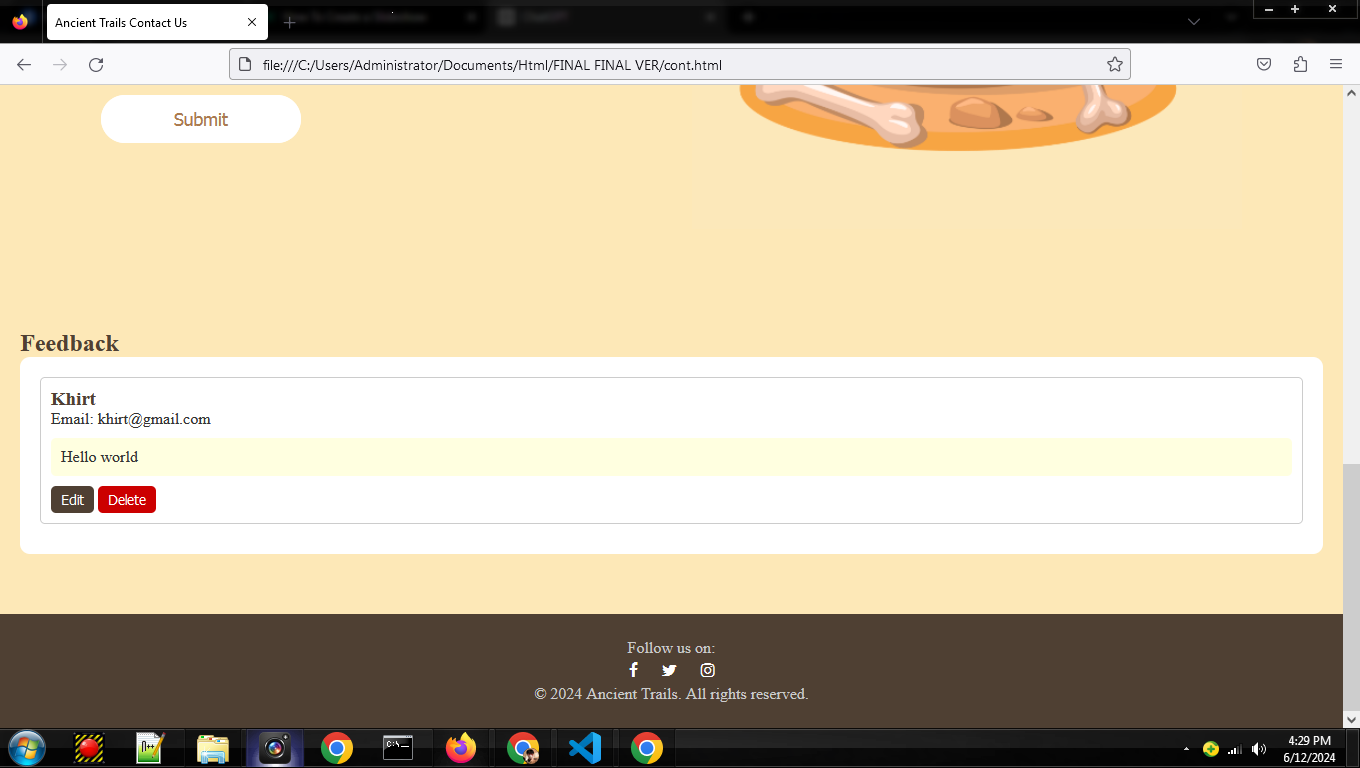 Ancient Trails Contact Us
file:///C:/Users/Administrator/Documents/Html/FINAL FINAL VER/cont.html
Submit
Feedback
Khirt
Email: khirt@gmail.com
Hello world
Edit Delete
Follow us on:
© 2024 Ancient Trails. All rights reserved.
4:29 PM
6/12/2024